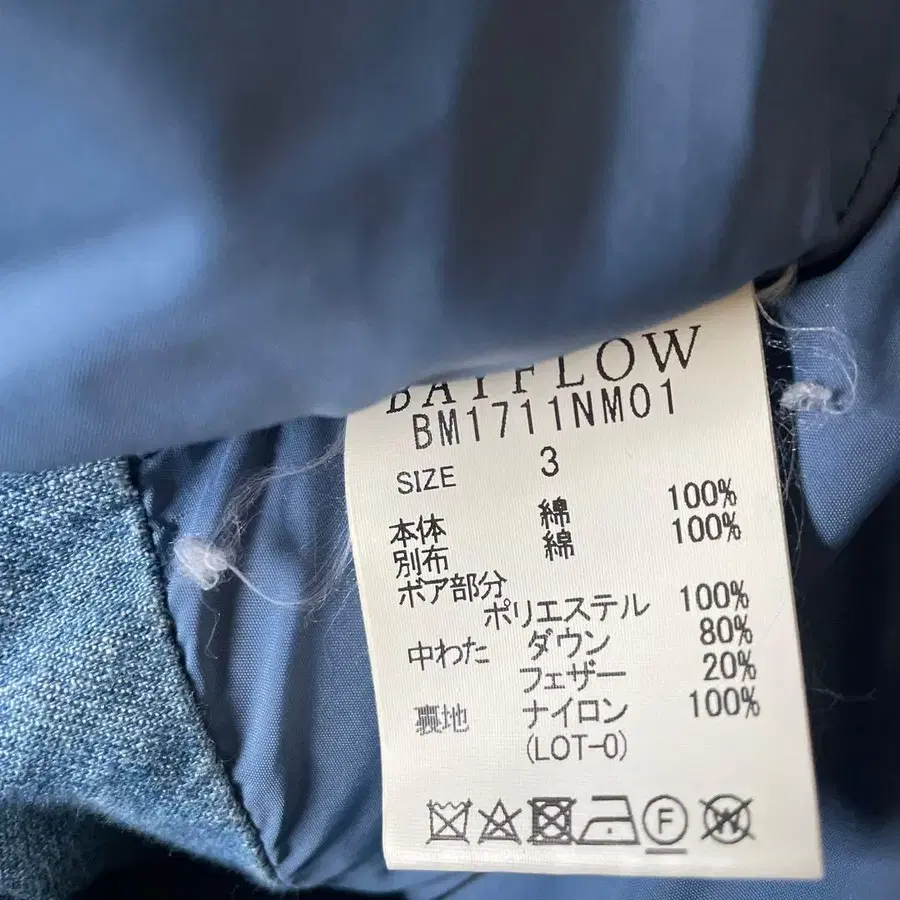 BAYFLOW
BM1711NM01
SIZE 3
本体 綿 100%
別布 綿 100%
ボア部分
ポリエステル 100%
中わた ダウン 80%
フェザー 20%
裏地 ナイロン 100%
(LOT-0)
F W